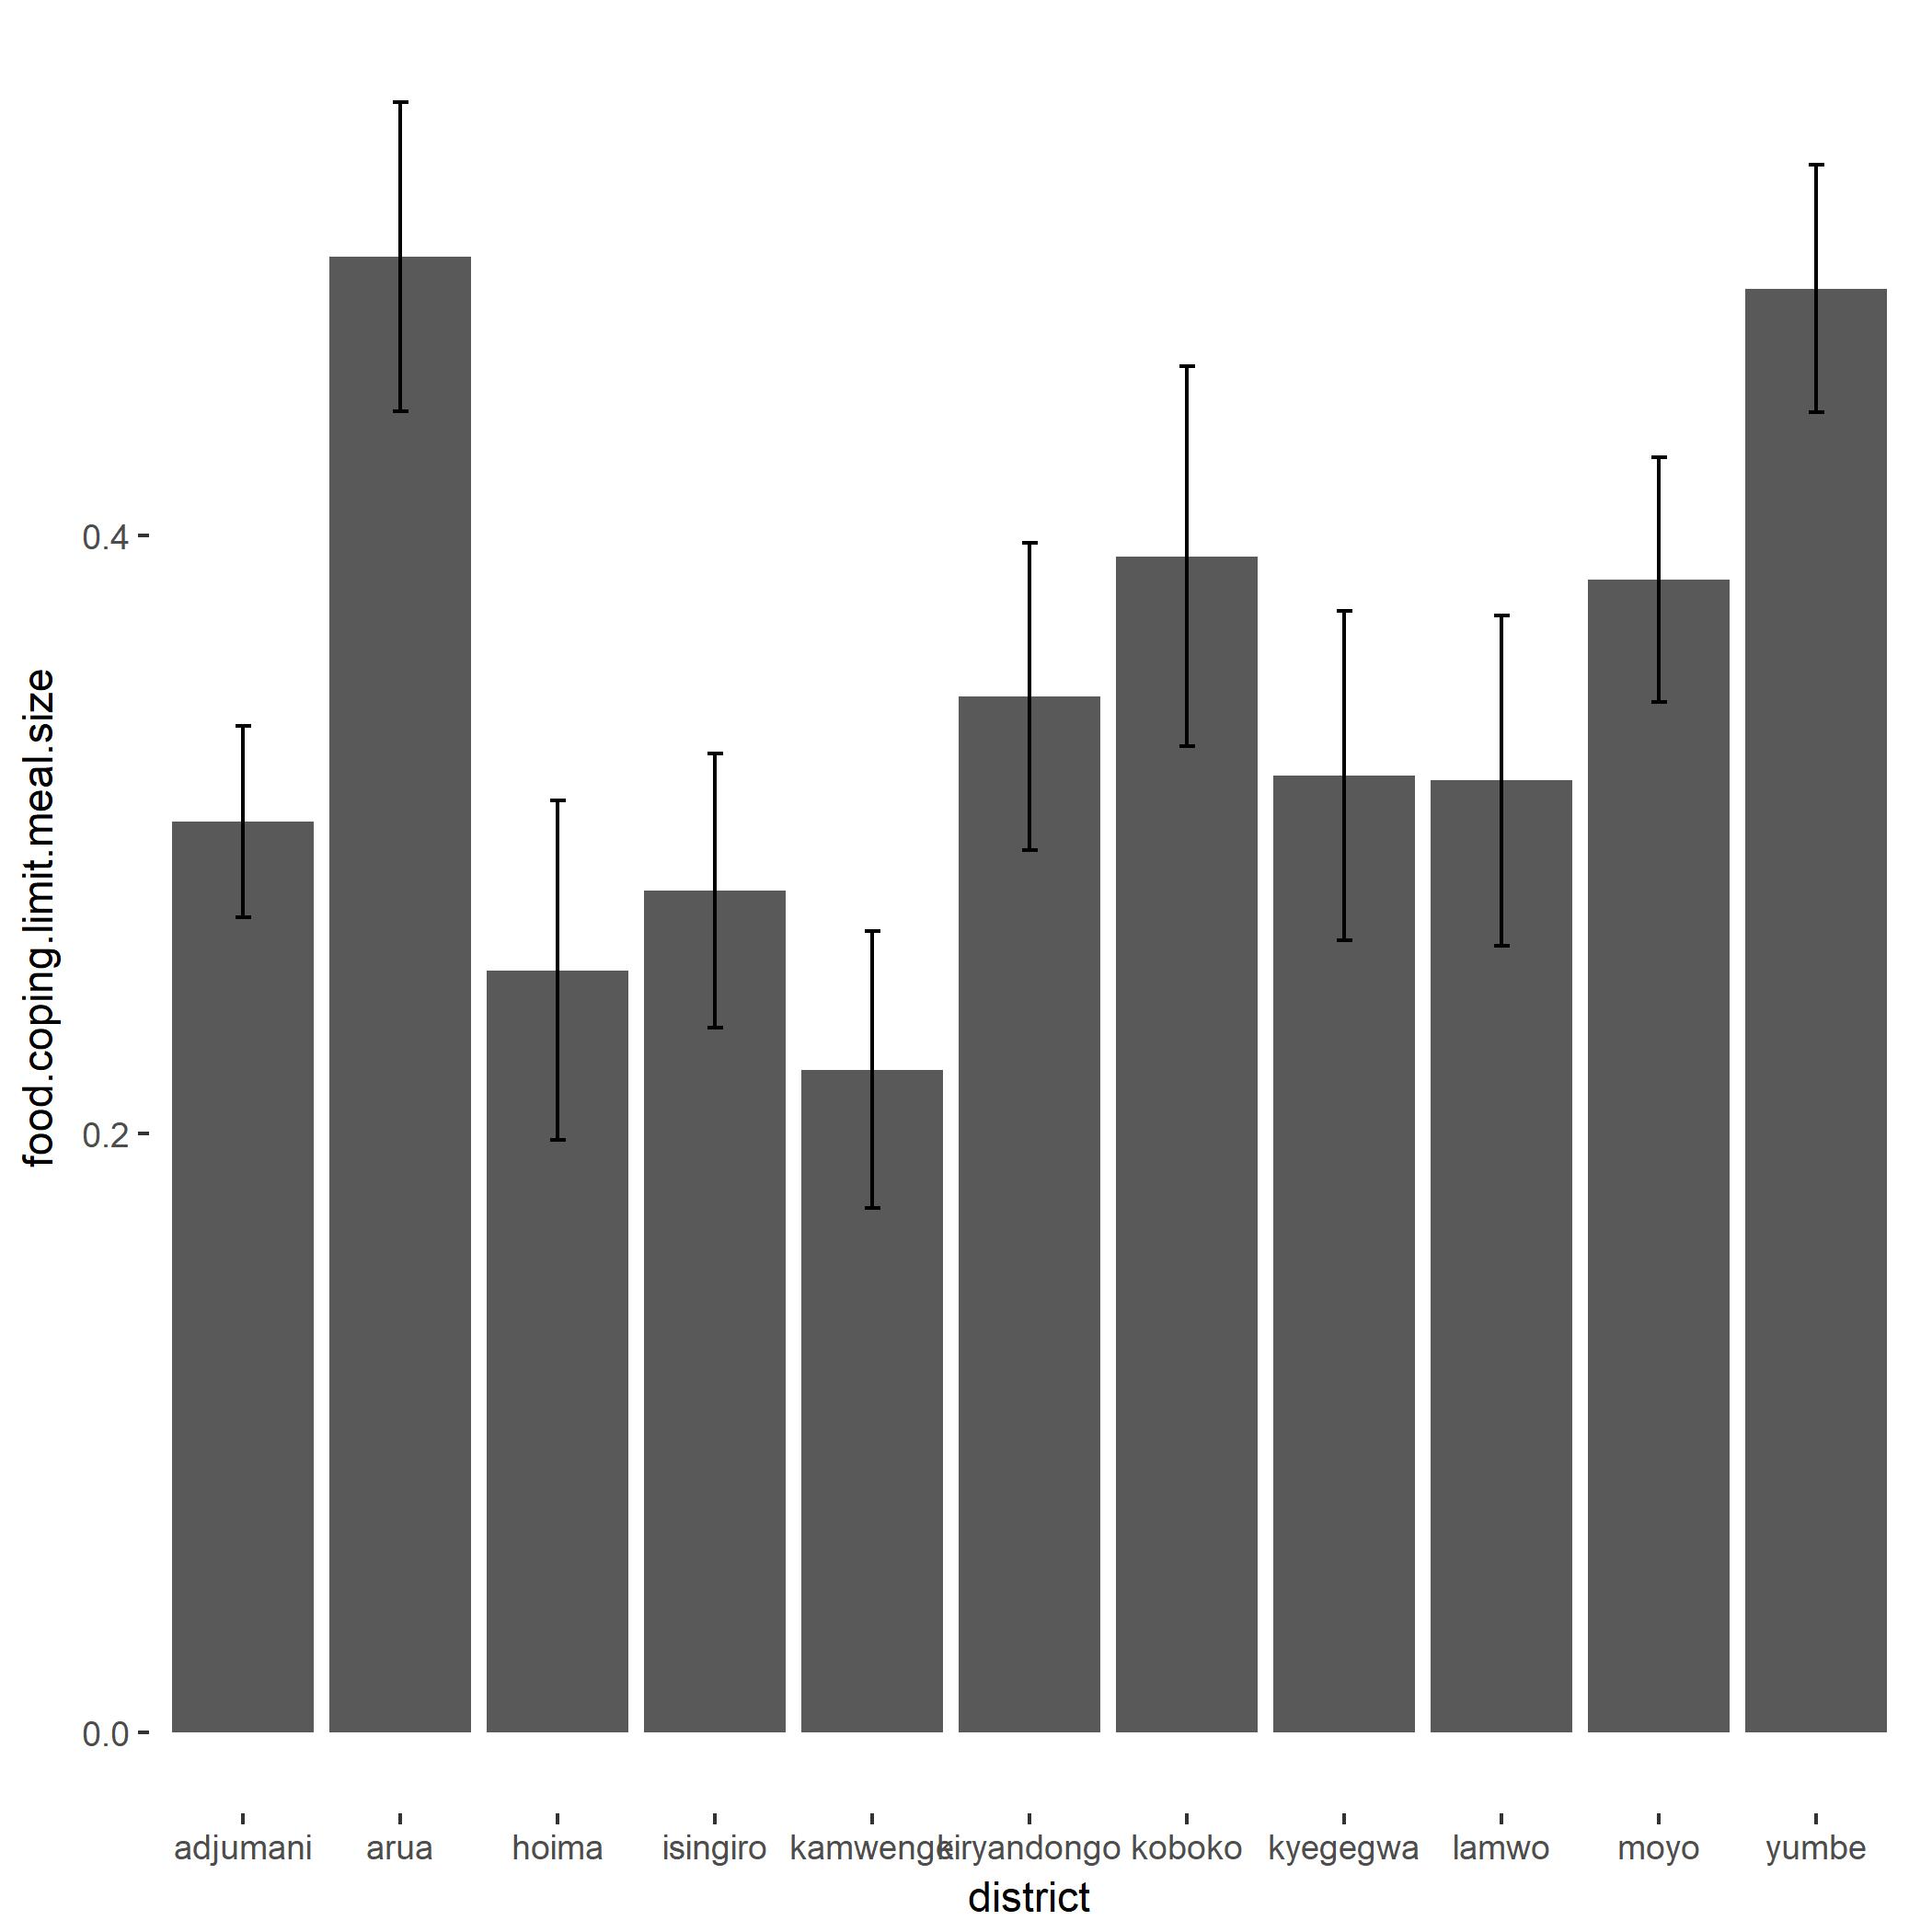 food.coping.limit.meal.size
0.4
0.2
0.0
adjumani arua hoima isingiro kamwenge kiryandongo koboko kyegegwa lamwo moyo yumbe
district